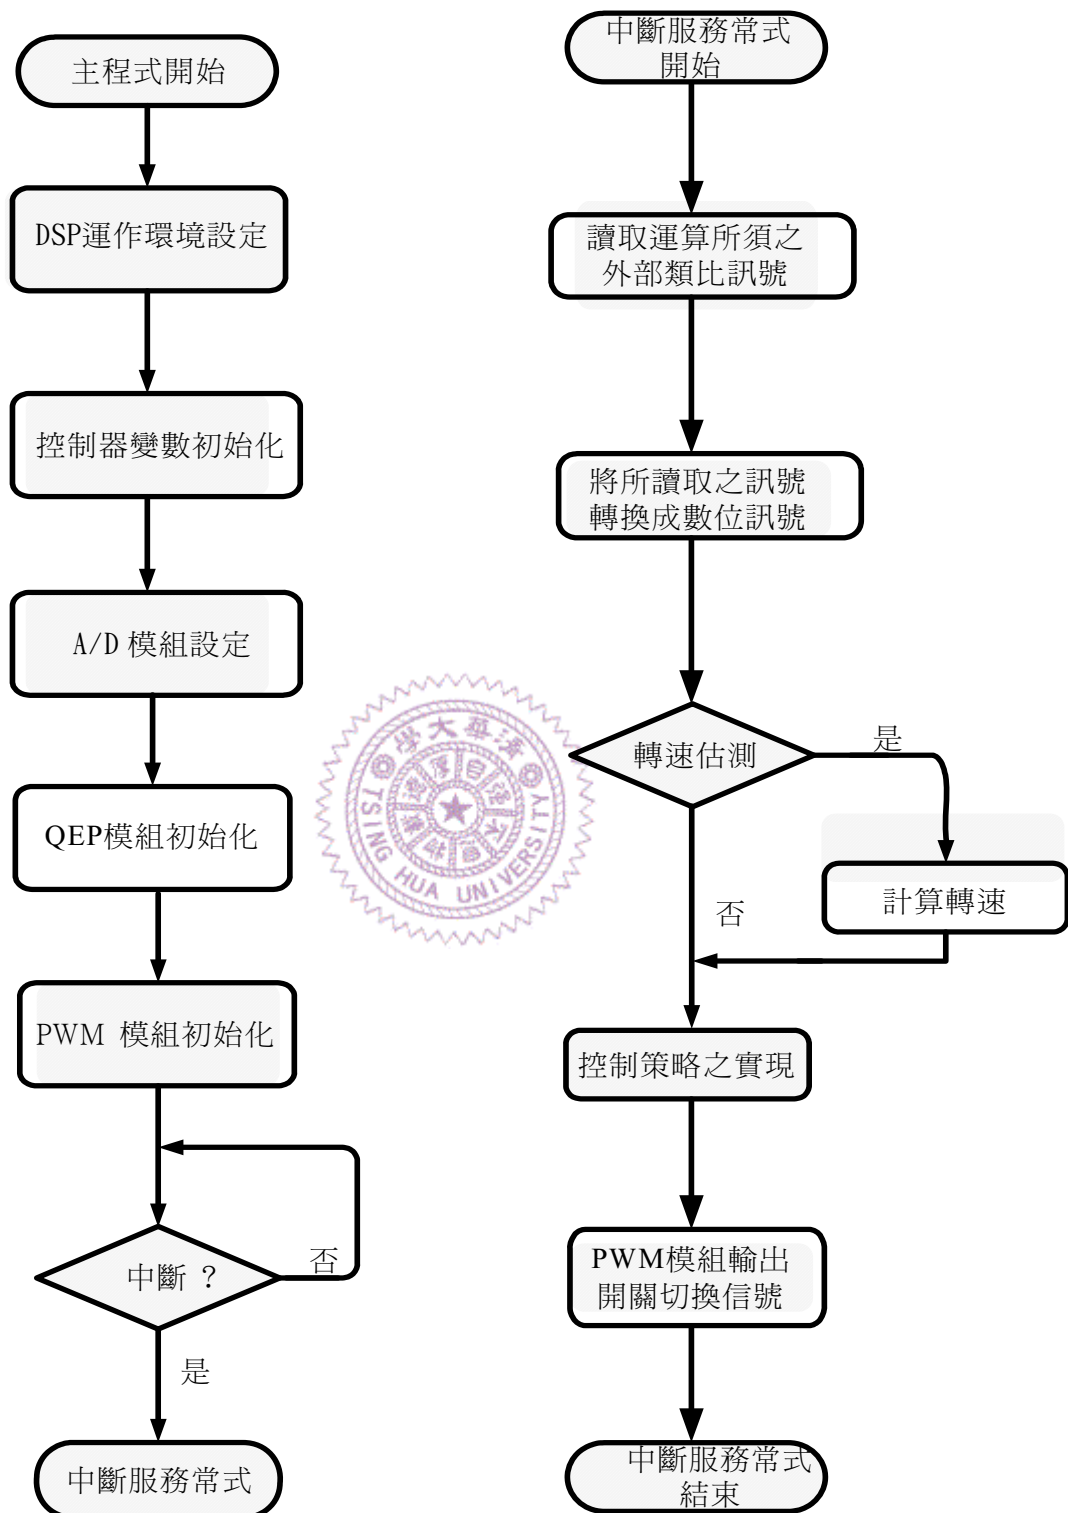 主程式開始
DSP運作環境設定
控制器變數初始化
A/D 模組設定
QEP模組初始化
PWM 模組初始化
中斷 ?
否
是
中斷服務常式
中斷服務常式
開始
讀取運算所須之
外部類比訊號
將所讀取之訊號
轉換成數位訊號
轉速估測
是
計算轉速
否
控制策略之實現
PWM模組輸出
開關切換信號
中斷服務常式
結束
學大華清
TSING HUA UNIVERSITY